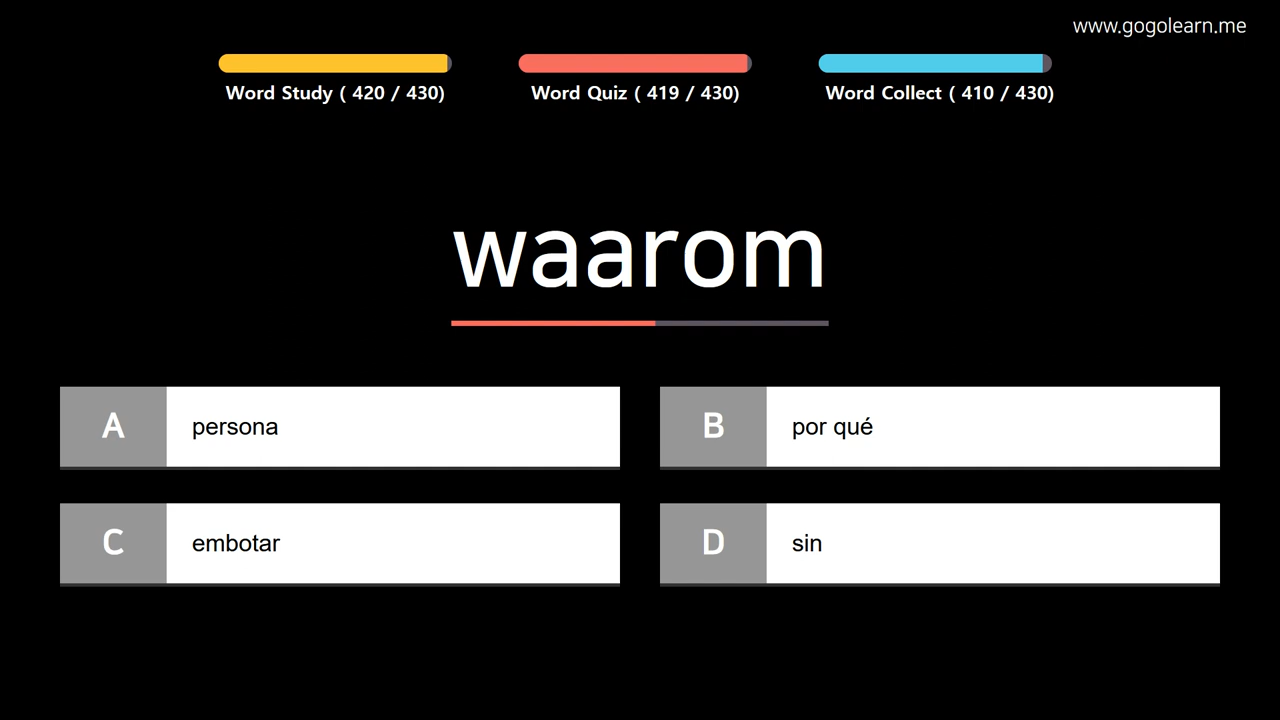 www.gogolearn.me
Word Study ( 420 / 430)
Word Quiz ( 419 / 430)
Word Collect ( 410 / 430)
waarom
A persona
B por qué
C embotar
D sin